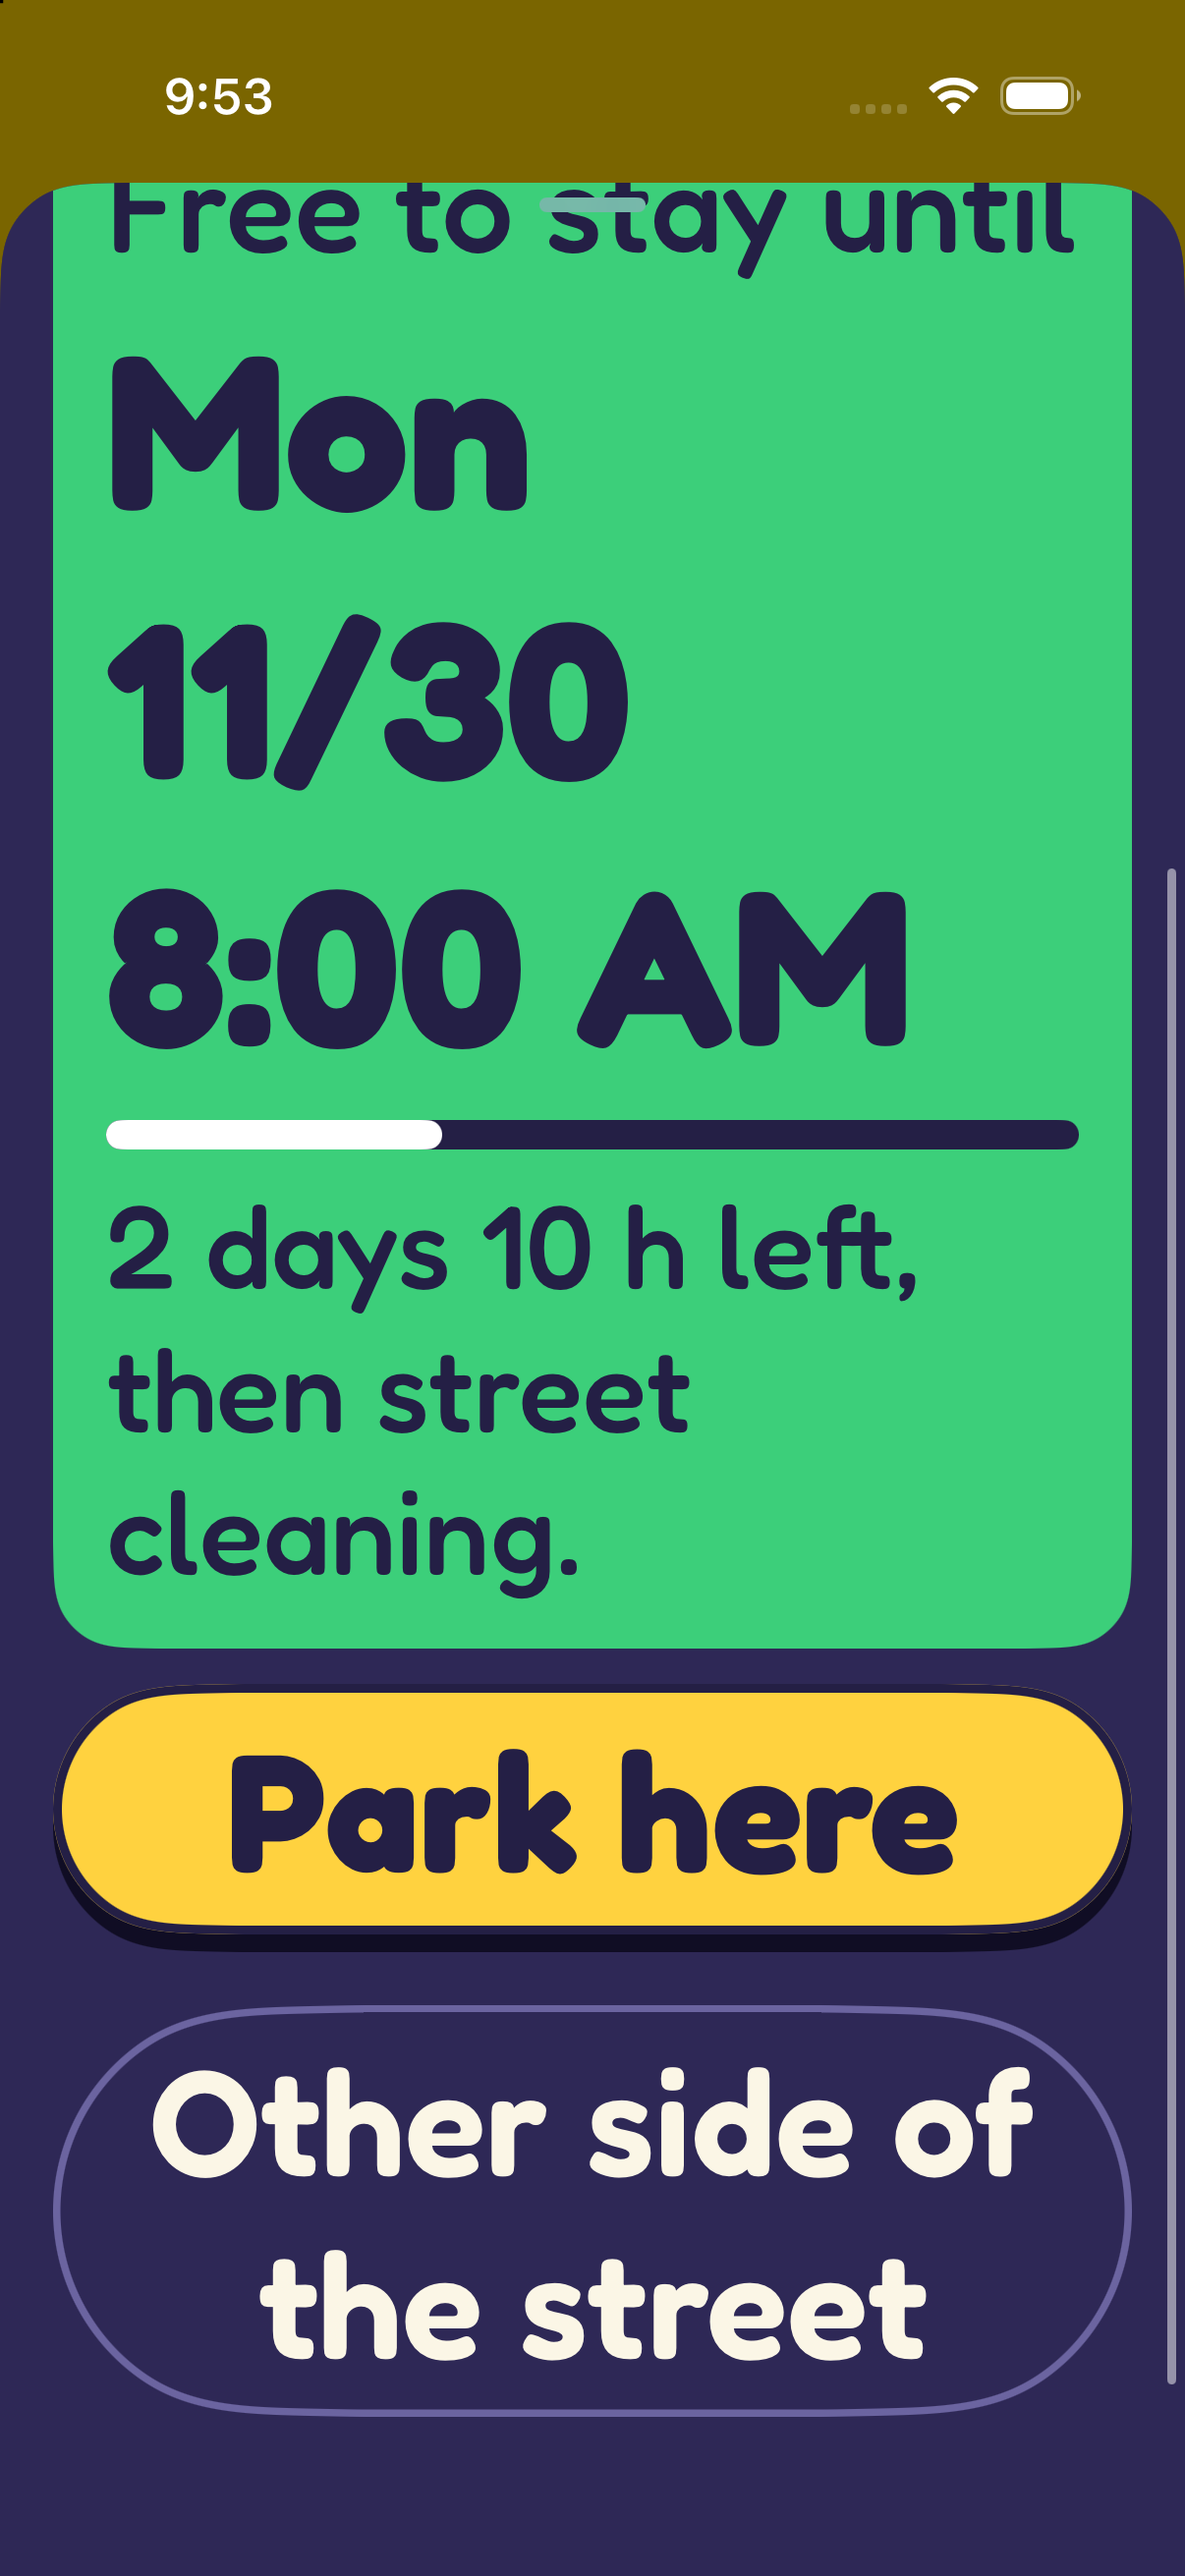 9:53
Free to stay until
Mon
11/30
8:00 AM
2 days 10 h left,
then street
cleaning.
Park here
Other side of
the street